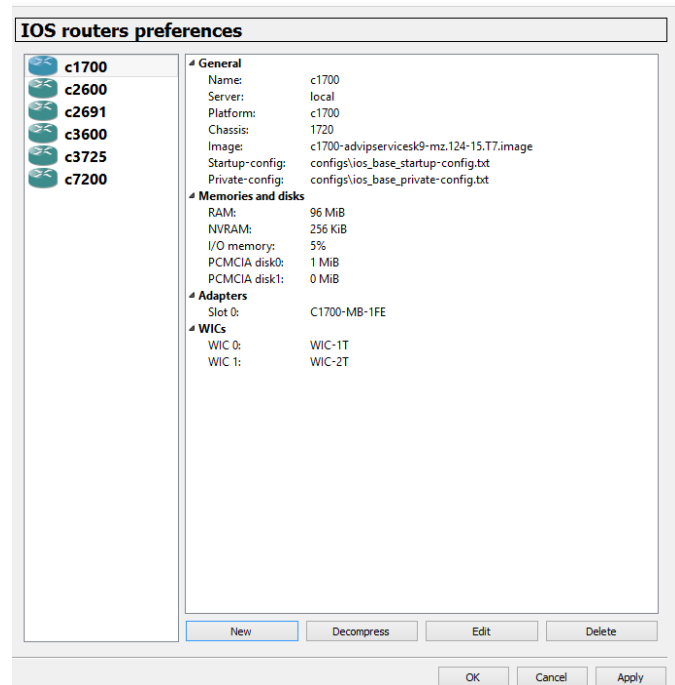 IOS routers preferences
c1700
c2600
c2691
c3600
c3725
c7200
General
Name: c1700
Server: local
Platform: c1700
Chassis: 1720
Image: c1700-advipservicesk9-mz.124-15.T7.image
Startup-config: configs\ios_base_startup-config.txt
Private-config: configs\ios_base_private-config.txt
Memories and disks
RAM: 96 MiB
NVRAM: 256 KiB
I/O memory: 5%
PCMCIA disk0: 1 MiB
PCMCIA disk1: 0 MiB
Adapters
Slot 0: C1700-MB-1FE
WICs
WIC 0: WIC-1T
WIC 1: WIC-2T
New Decompress Edit Delete
OK Cancel Apply